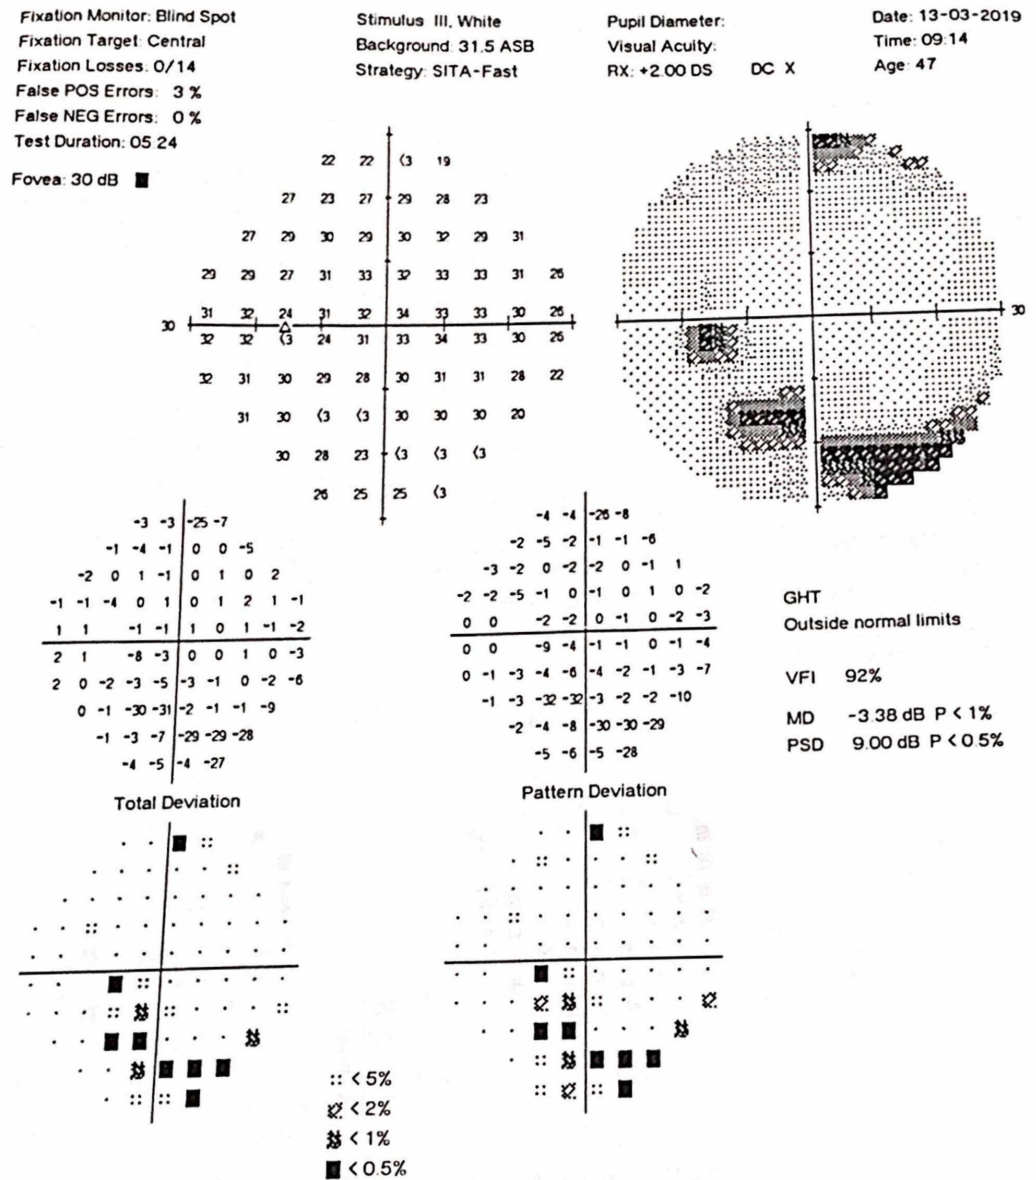 Fixation Monitor: Blind Spot
Fixation Target: Central
Fixation Losses: 0/14
False POS Errors: 3 %
False NEG Errors: 0 %
Test Duration: 05 24
Fovea: 30 dB
Stimulus III, White
Background: 31.5 ASB
Strategy: SITA-Fast
Pupil Diameter:
Visual Acuity:
RX: +2.00 DS DC X
Date: 13-03-2019
Time: 09:14
Age: 47
22 22 <3 19
27 23 27 29 28 23
27 29 30 29 30 32 29 31
29 29 27 31 33 32 33 33 31 26
31 32 24 31 32 34 33 33 30 26
30
32 32 <3 24 31 33 34 33 30 26
32 31 30 29 28 30 31 31 28 22
31 30 <3 <3 30 30 30 20
30 28 23 <3 <3 <3
26 25 25 <3
30
-3 -3 -25 -7
-1 -4 -1 0 0 -5
-2 0 1 -1 0 1 0 2
-1 -1 -4 0 1 0 1 2 1 -1
1 1 -1 -1 1 0 1 -1 -2
2 1 -8 -3 0 0 1 0 -3
2 0 -2 -3 -5 -3 -1 0 -2 -6
0 -1 -30 -31 -2 -1 -1 -9
-1 -3 -7 -29 -29 -28
-4 -5 -4 -27
Total Deviation
-4 -4 -26 -8
-2 -5 -2 -1 -1 -6
-3 -2 0 -2 -2 0 -1 1
-2 -2 -5 -1 0 -1 0 1 0 -2
0 0 -2 -2 0 -1 0 -2 -3
0 0 -9 -4 -1 -1 0 -1 -4
0 -1 -3 -4 -6 -4 -2 -1 -3 -7
-1 -3 -32 -32 -3 -2 -2 -10
-2 -4 -8 -30 -30 -29
-5 -6 -5 -28
Pattern Deviation
GHT
Outside normal limits
VFI 92%
MD -3.38 dB P < 1%
PSD 9.00 dB P < 0.5%
< 5%
< 2%
< 1%
< 0.5%